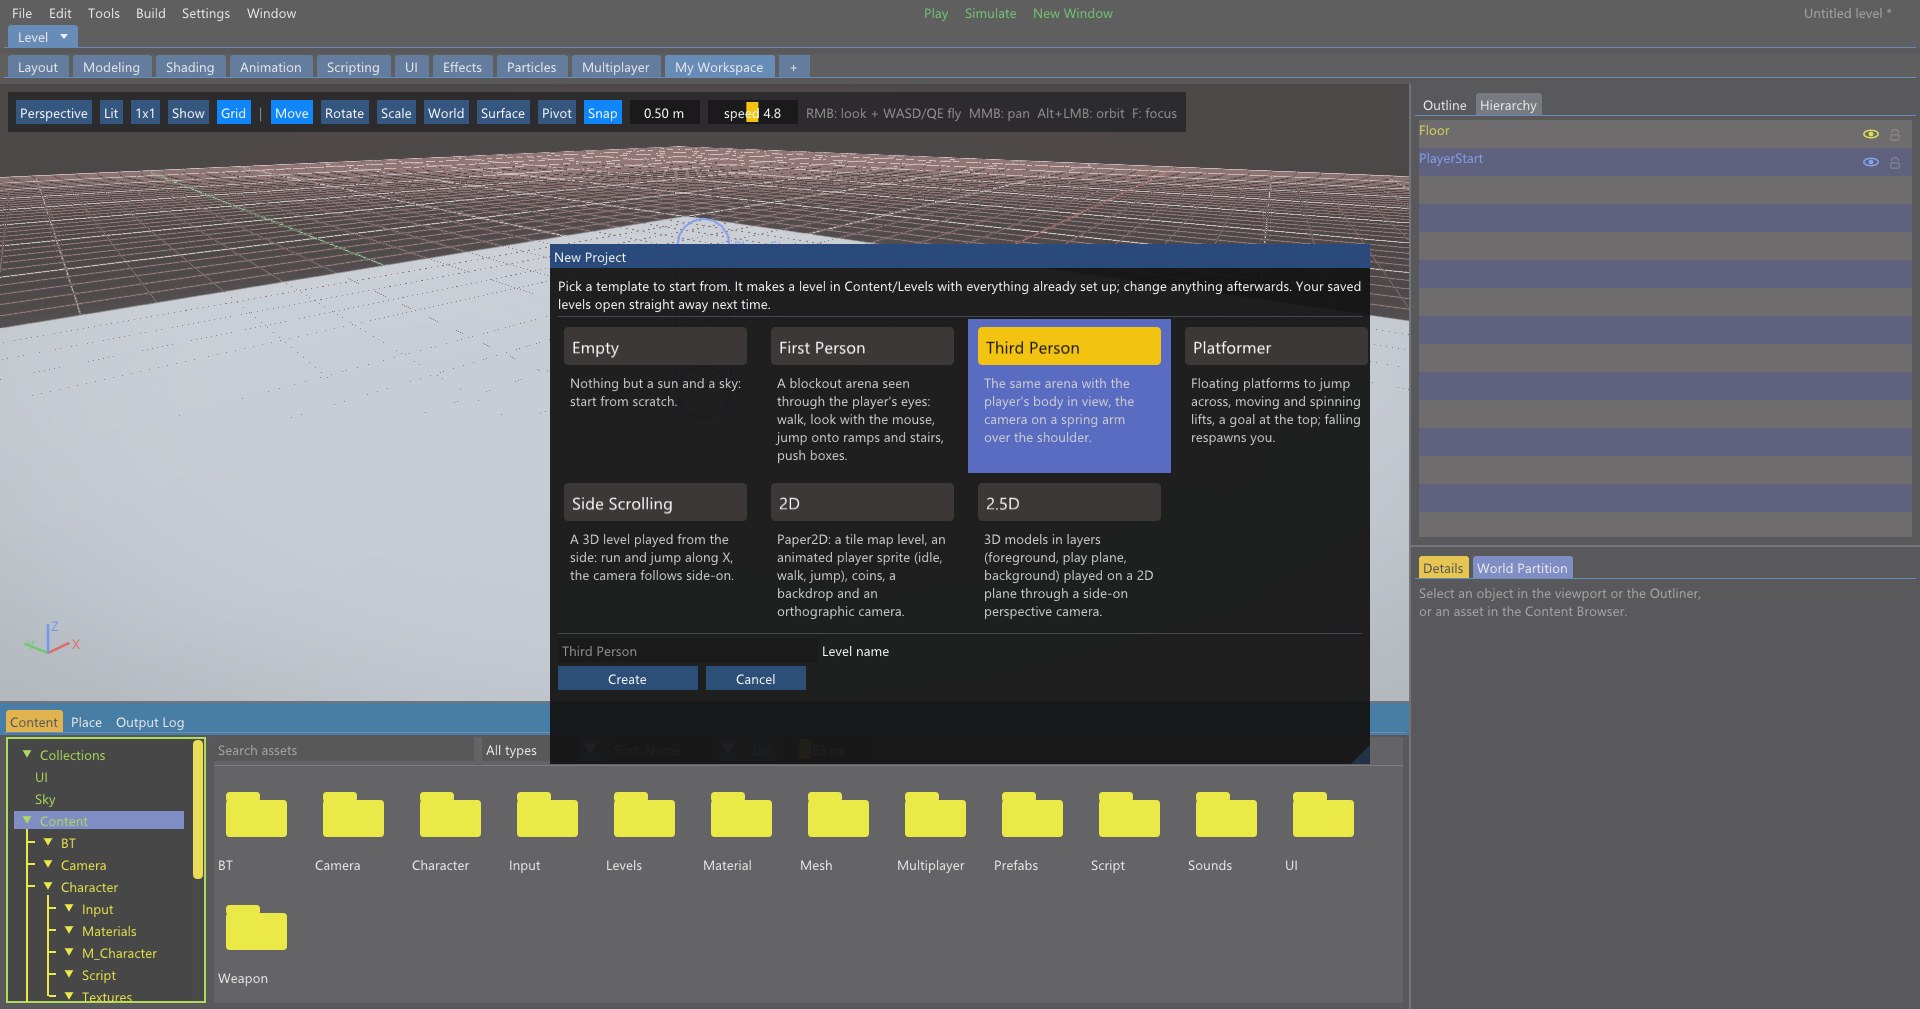 File Edit Tools Build Settings Window Play Simulate New Window Untitled level *
Level
Layout Modeling Shading Animation Scripting UI Effects Particles Multiplayer My Workspace +
Perspective Lit 1x1 Show Grid | Move Rotate Scale World Surface Pivot Snap 0.50 m speed 4.8 RMB: look + WASD/QE fly MMB: pan Alt+LMB: orbit F: focus
Outline Hierarchy
Floor
PlayerStart
New Project
Pick a template to start from. It makes a level in Content/Levels with everything already set up; change anything afterwards. Your saved
levels open straight away next time.
Empty
Nothing but a sun and a sky:
start from scratch.
First Person
A blockout arena seen
through the player's eyes:
walk, look with the mouse,
jump onto ramps and stairs,
push boxes.
Third Person
The same arena with the
player's body in view, the
camera on a spring arm
over the shoulder.
Platformer
Floating platforms to jump
across, moving and spinning
lifts, a goal at the top; falling
respawns you.
Side Scrolling
A 3D level played from the
side: run and jump along X,
the camera follows side-on.
2D
Paper2D: a tile map level, an
animated player sprite (idle,
walk, jump), coins, a
backdrop and an
orthographic camera.
2.5D
3D models in layers
(foreground, play plane,
background) played on a 2D
plane through a side-on
perspective camera.
Third Person Level name
Create Cancel
Details World Partition
Select an object in the viewport or the Outliner,
or an asset in the Content Browser.
Z
Y X
Content Place Output Log
Collections
UI
Sky
Content
BT
Camera
Character
Input
Materials
M_Character
Script
Textures
Search assets All types Sort: Name List 85 px
BT Camera Character Input Levels Material Mesh Multiplayer Prefabs Script Sounds UI
Weapon